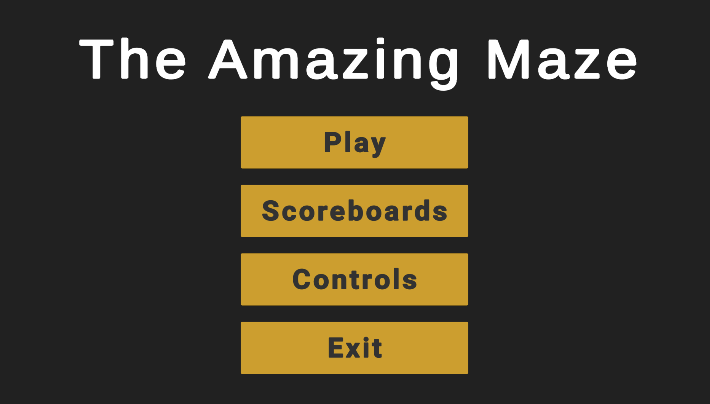 The Amazing Maze
Play
Scoreboards
Controls
Exit